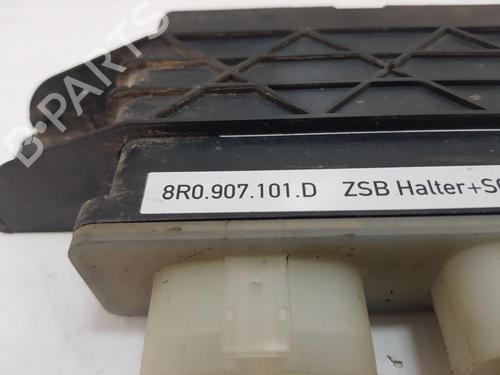 B-PARTS
8R0.907.101.D ZSB Halter+S